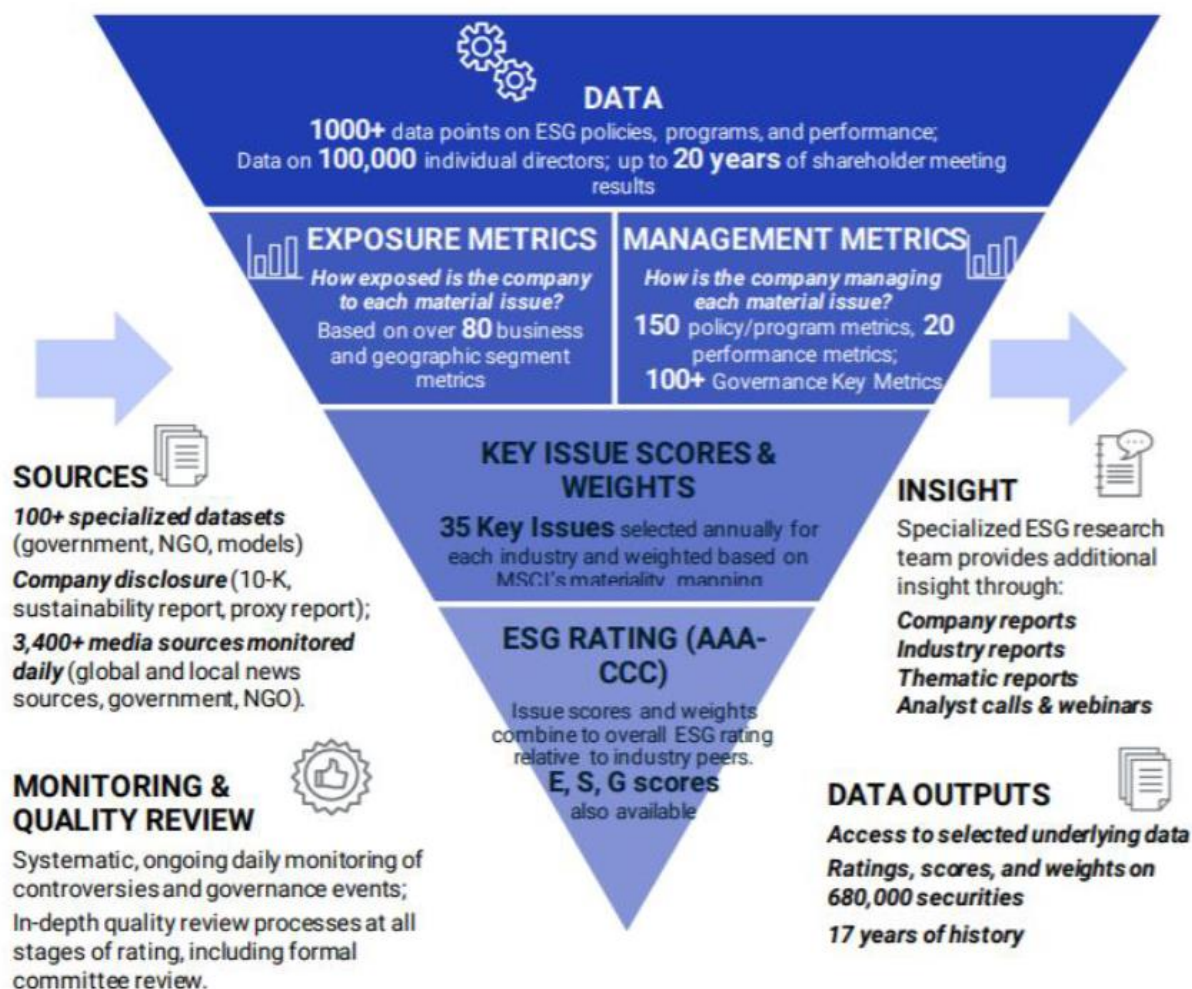 DATA
1000+ data points on ESG policies, programs, and performance;
Data on 100,000 individual directors; up to 20 years of shareholder meeting
results
EXPOSURE METRICS
How exposed is the company
to each material issue?
Based on over 80 business
and geographic segment
metrics
MANAGEMENT METRICS
How is the company managing
each material issue?
150 policy/program metrics, 20
performance metrics;
100+ Governance Key Metrics
KEY ISSUE SCORES &
WEIGHTS
35 Key Issues selected annually for
each industry and weighted based on
MSCI's materiality mapping
ESG RATING (AAA-
CCC)
Issue scores and weights
combine to overall ESG rating
relative to industry peers.
E, S, G scores
also available
SOURCES
100+ specialized datasets
(government, NGO, models)
Company disclosure (10-K,
sustainability report, proxy report);
3,400+ media sources monitored
daily (global and local news
sources, government, NGO).
MONITORING &
QUALITY REVIEW
Systematic, ongoing daily monitoring of
controversies and governance events;
In-depth quality review processes at all
stages of rating, including formal
committee review.
INSIGHT
Specialized ESG research
team provides additional
insight through:
Company reports
Industry reports
Thematic reports
Analyst calls & webinars
DATA OUTPUTS
Access to selected underlying data
Ratings, scores, and weights on
680,000 securities
17 years of history